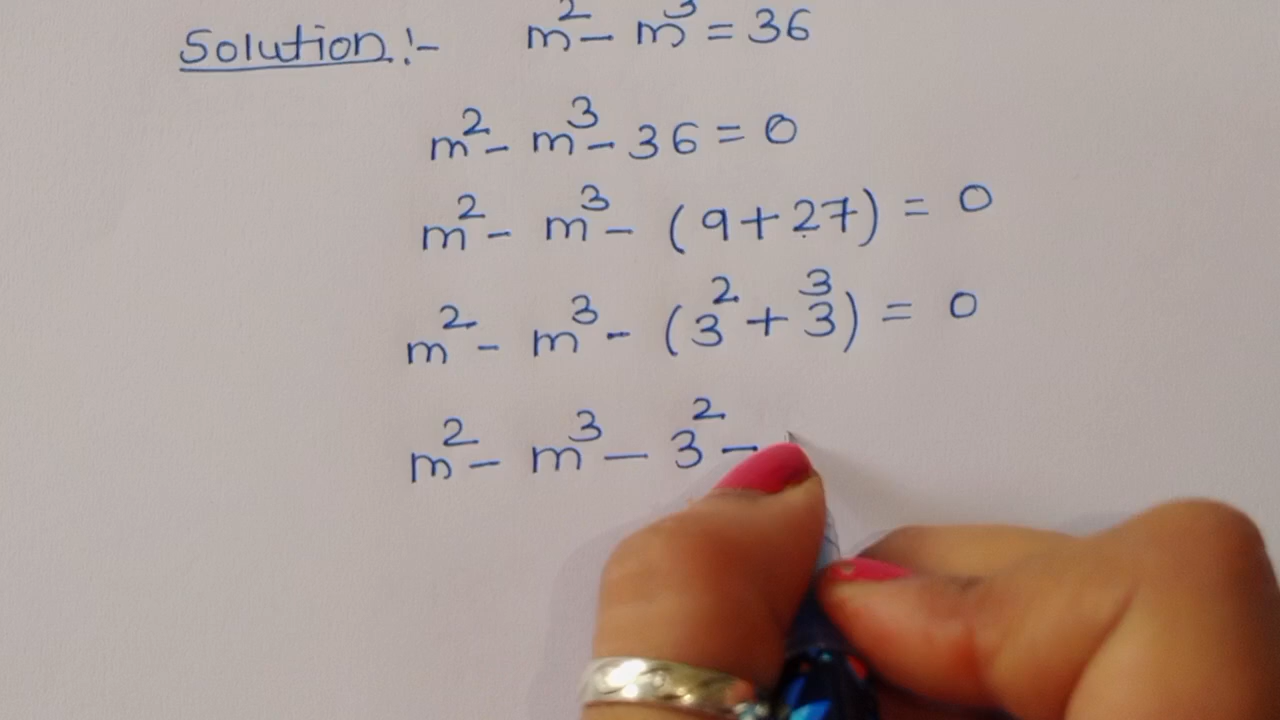 Solution:- m² - m³ = 36
m² - m³ - 36 = 0
m² - m³ - (9 + 27) = 0
m² - m³ - (3² + 3³) = 0
m² - m³ - 3² -